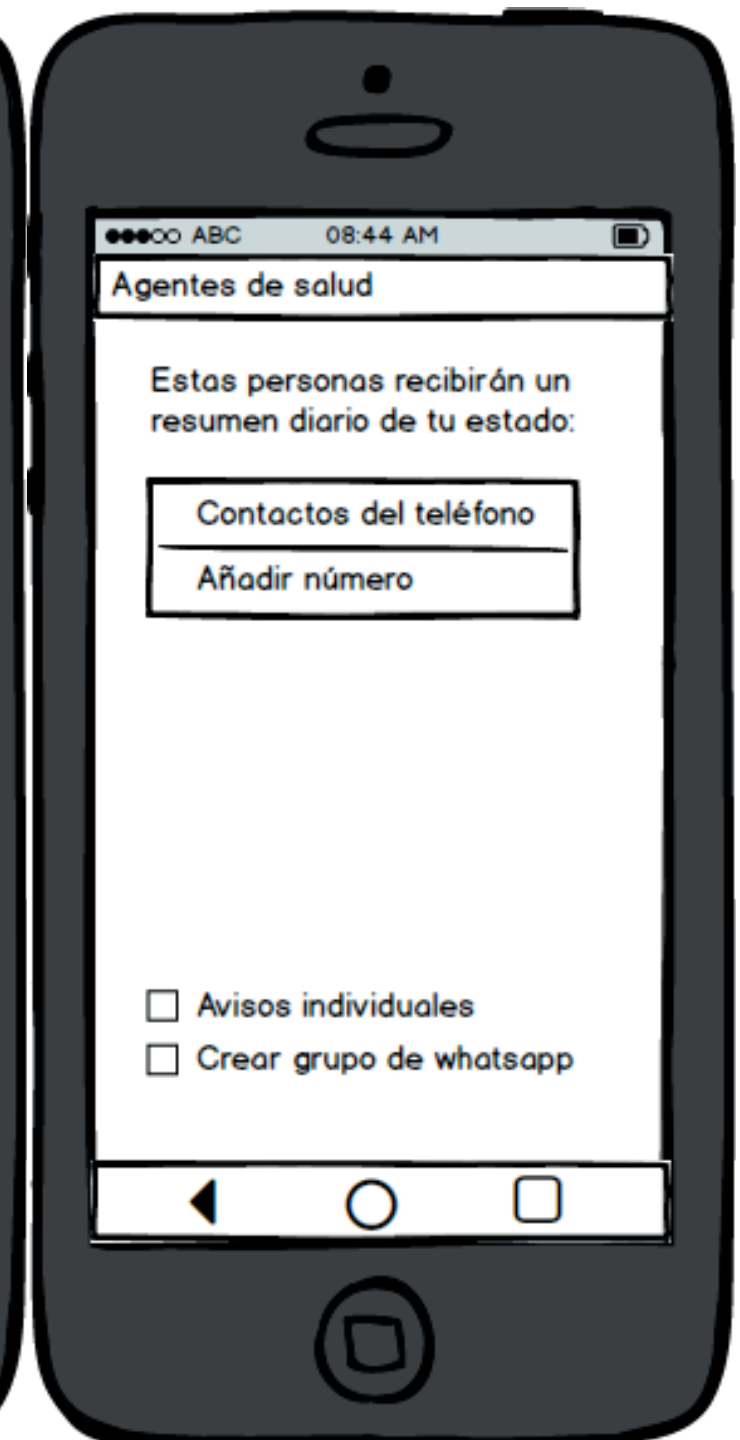 ABC 08:44 AM
Agentes de salud
Estas personas recibirán un
resumen diario de tu estado:
Contactos del teléfono
Añadir número
Avisos individuales
Crear grupo de whatsapp